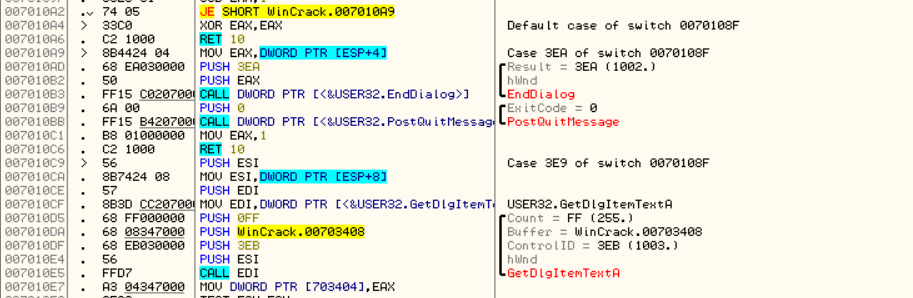 007010A2 .v 74 05 JE SHORT WinCrack.007010A9
007010A4 > 33C0 XOR EAX,EAX Default case of switch 0070108F
007010A6 . C2 1000 RET 10
007010A9 > 8B4424 04 MOV EAX,DWORD PTR [ESP+4] Case 3EA of switch 0070108F
007010AD . 68 EA030000 PUSH 3EA Result = 3EA (1002.)
007010B2 . 50 PUSH EAX hWnd
007010B3 . FF15 C0207000 CALL DWORD PTR [<&USER32.EndDialog>] EndDialog
007010B9 . 6A 00 PUSH 0 ExitCode = 0
007010BB . FF15 B4207000 CALL DWORD PTR [<&USER32.PostQuitMessag PostQuitMessage
007010C1 . B8 01000000 MOV EAX,1
007010C6 . C2 1000 RET 10
007010C9 > 56 PUSH ESI Case 3E9 of switch 0070108F
007010CA . 8B7424 08 MOV ESI,DWORD PTR [ESP+8]
007010CE . 57 PUSH EDI
007010CF . 8B3D CC207000 MOV EDI,DWORD PTR [<&USER32.GetDlgItemT USER32.GetDlgItemTextA
007010D5 . 68 FF000000 PUSH 0FF Count = FF (255.)
007010DA . 68 08347000 PUSH WinCrack.00703408 Buffer = WinCrack.00703408
007010DF . 68 EB030000 PUSH 3EB ControlID = 3EB (1003.)
007010E4 . 56 PUSH ESI hWnd
007010E5 . FFD7 CALL EDI GetDlgItemTextA
007010E7 . A3 04347000 MOV DWORD PTR [703404],EAX